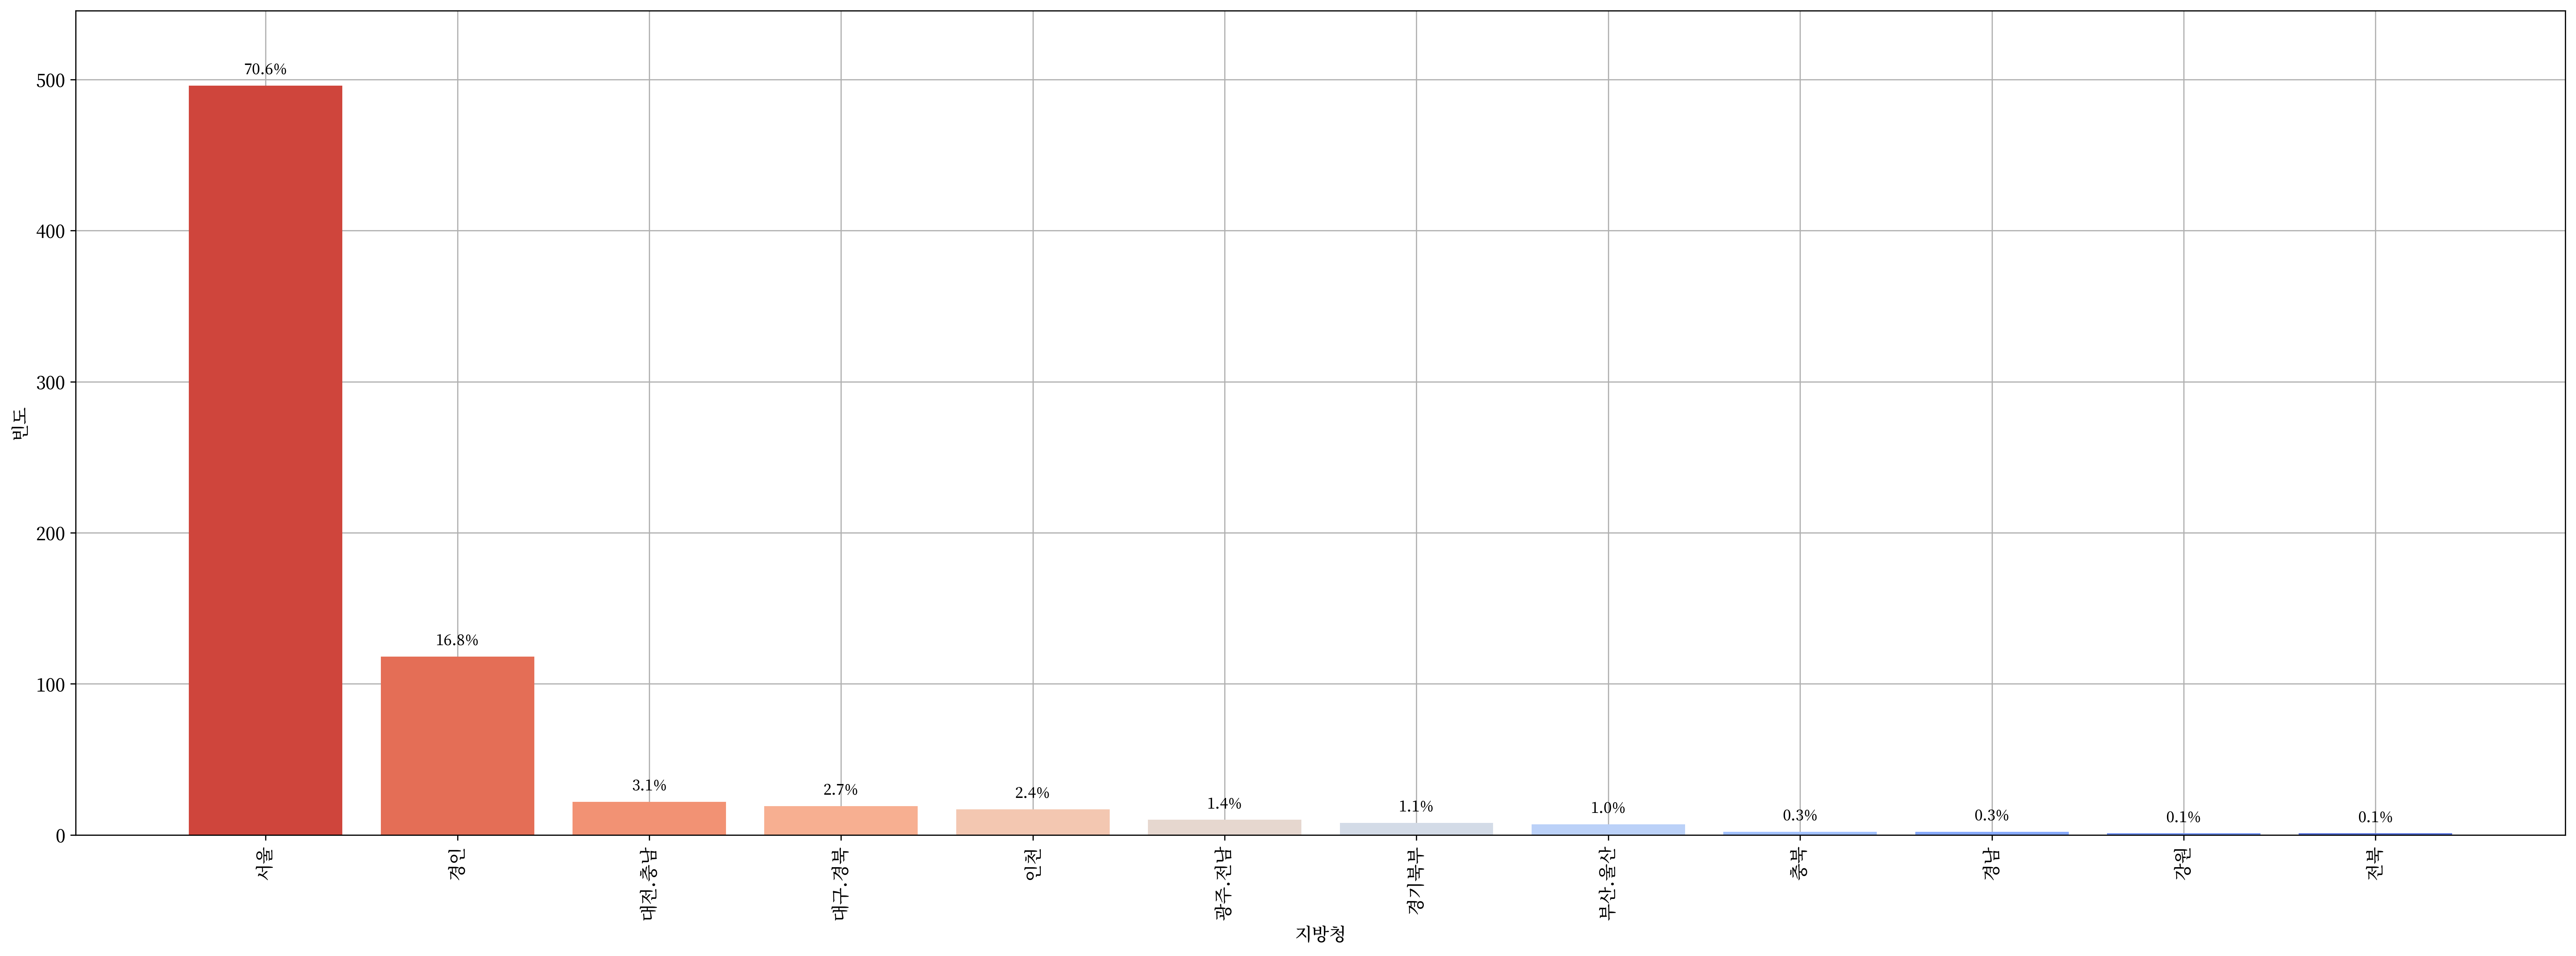 빈도
500
400
300
200
100
0
70.6%
16.8%
3.1%
2.7%
2.4%
1.4%
1.1%
1.0%
0.3%
0.3%
0.1%
0.1%
서울
경인
대전.충남
대구.경북
인천
광주.전남
경기북부
부산.울산
충북
경남
강원
전북
지방청